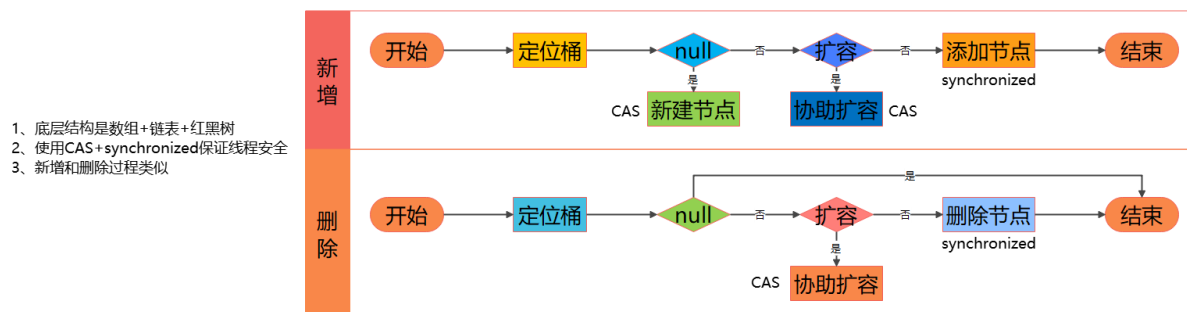 1、底层结构是数组+链表+红黑树
2、使用CAS+synchronized保证线程安全
3、新增和删除过程类似
新增
开始
定位桶
null
否
扩容
否
添加节点
结束
synchronized
是
是
CAS
新建节点
协助扩容
CAS
删除
是
开始
定位桶
null
否
扩容
否
删除节点
结束
synchronized
是
CAS
协助扩容